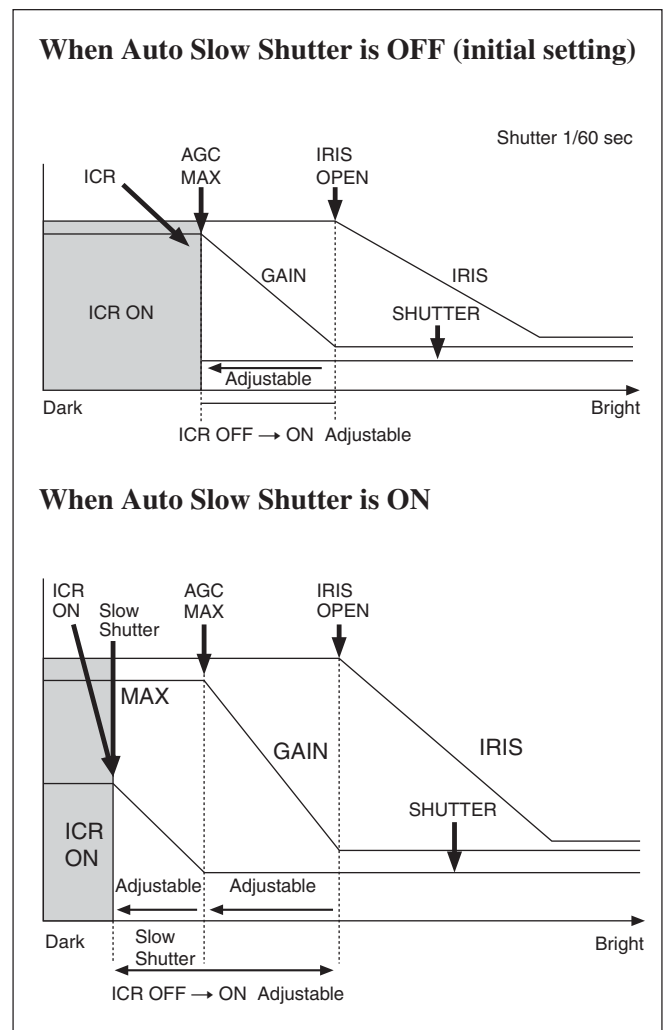 When Auto Slow Shutter is OFF (initial setting)
Shutter 1/60 sec
AGC
MAX
IRIS
OPEN
ICR
GAIN
IRIS
ICR ON
SHUTTER
Adjustable
Dark
Bright
ICR OFF → ON Adjustable
When Auto Slow Shutter is ON
ICR
ON
Slow
Shutter
AGC
MAX
IRIS
OPEN
MAX
GAIN
IRIS
SHUTTER
ICR
ON
Adjustable
Adjustable
Dark
Slow
Shutter
Bright
ICR OFF → ON Adjustable